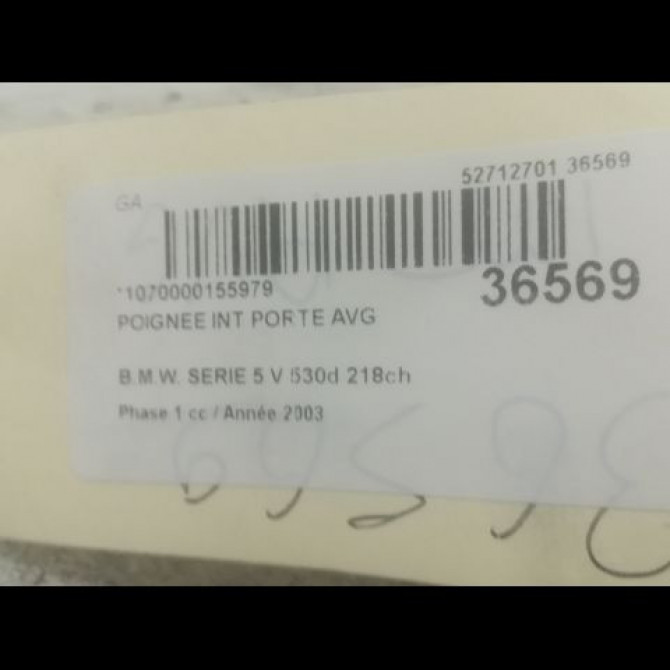 52712701 36569
GA
*1070000155979
36569
POIGNEE INT PORTE AVG
B.M.W. SERIE 5 V 530d 218ch
Phase 1 cc / Année 2003